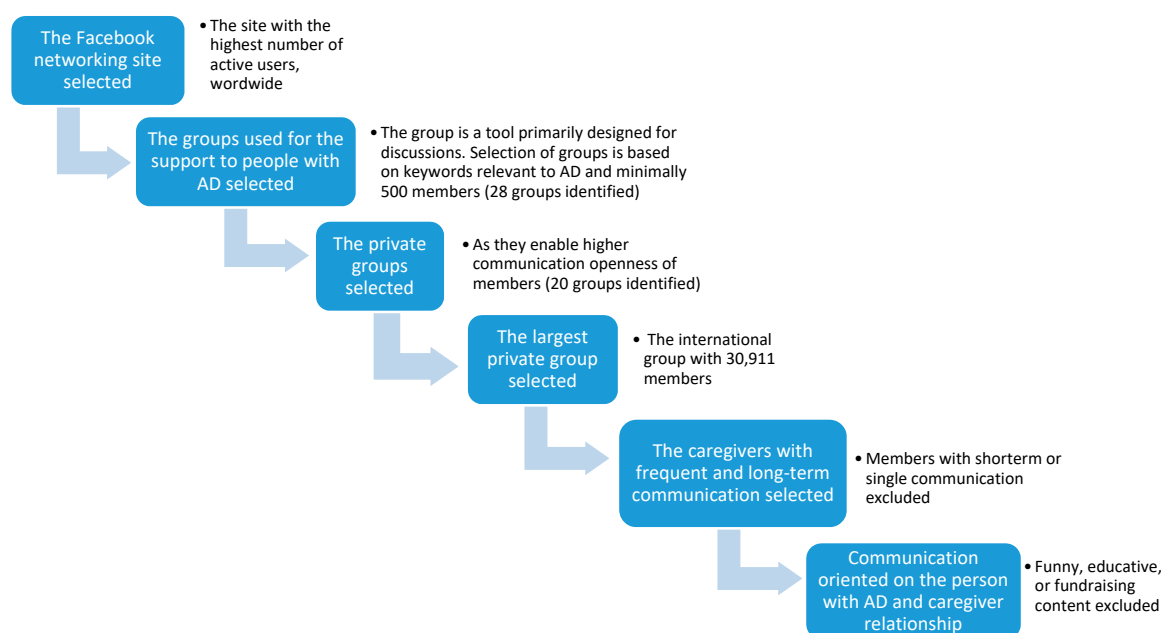 The Facebook
networking site
selected
• The site with the
highest number of
active users,
wordwide
The groups used for the
support to people with
AD selected
• The group is a tool primarily designed for
discussions. Selection of groups is based
on keywords relevant to AD and minimally
500 members (28 groups identified)
The private
groups
selected
• As they enable higher
communication openness of
members (20 groups identified)
The largest
private group
selected
• The international
group with 30,911
members
The caregivers with
frequent and long-term
communication selected
• Members with shorterm or
single communication
excluded
Communication
oriented on the person
with AD and caregiver
relationship
• Funny, educative,
or fundraising
content excluded